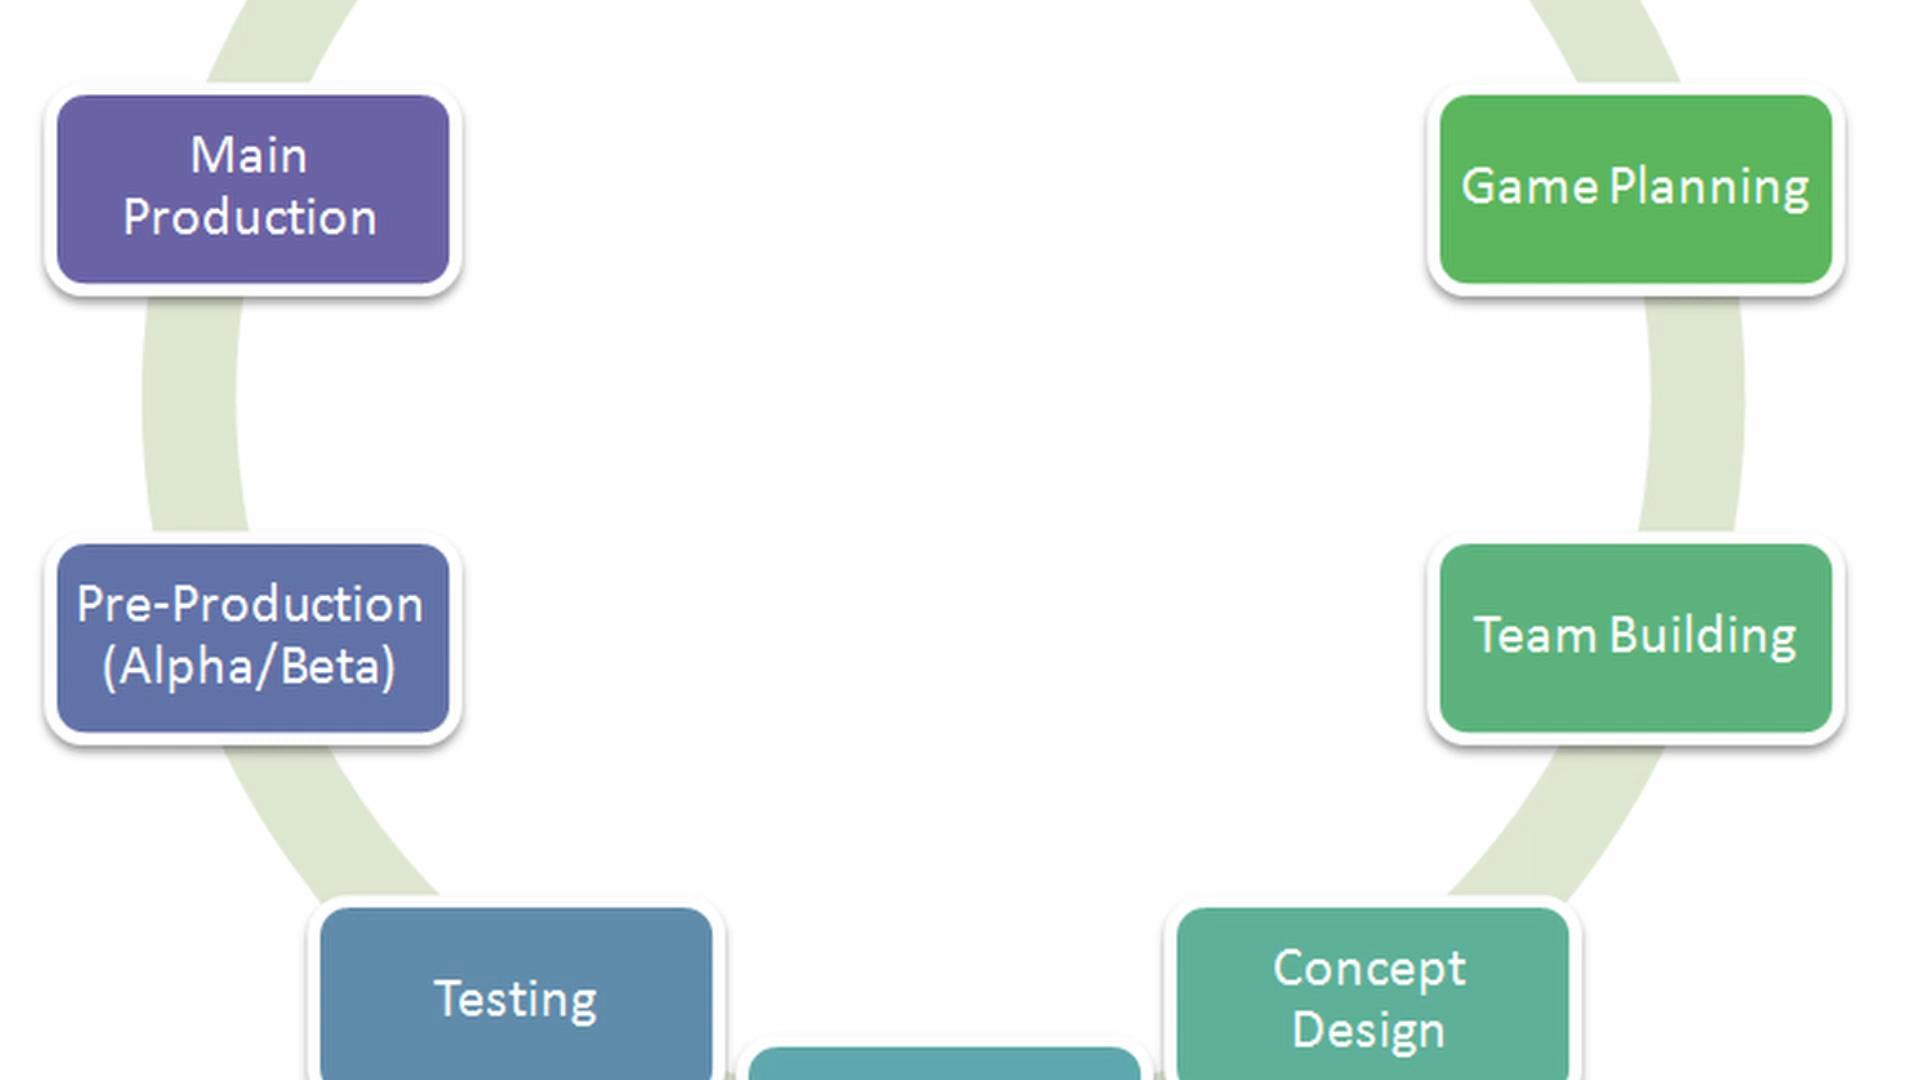 Main
Production
Game Planning
Pre-Production
(Alpha/Beta)
Team Building
Testing
Concept
Design